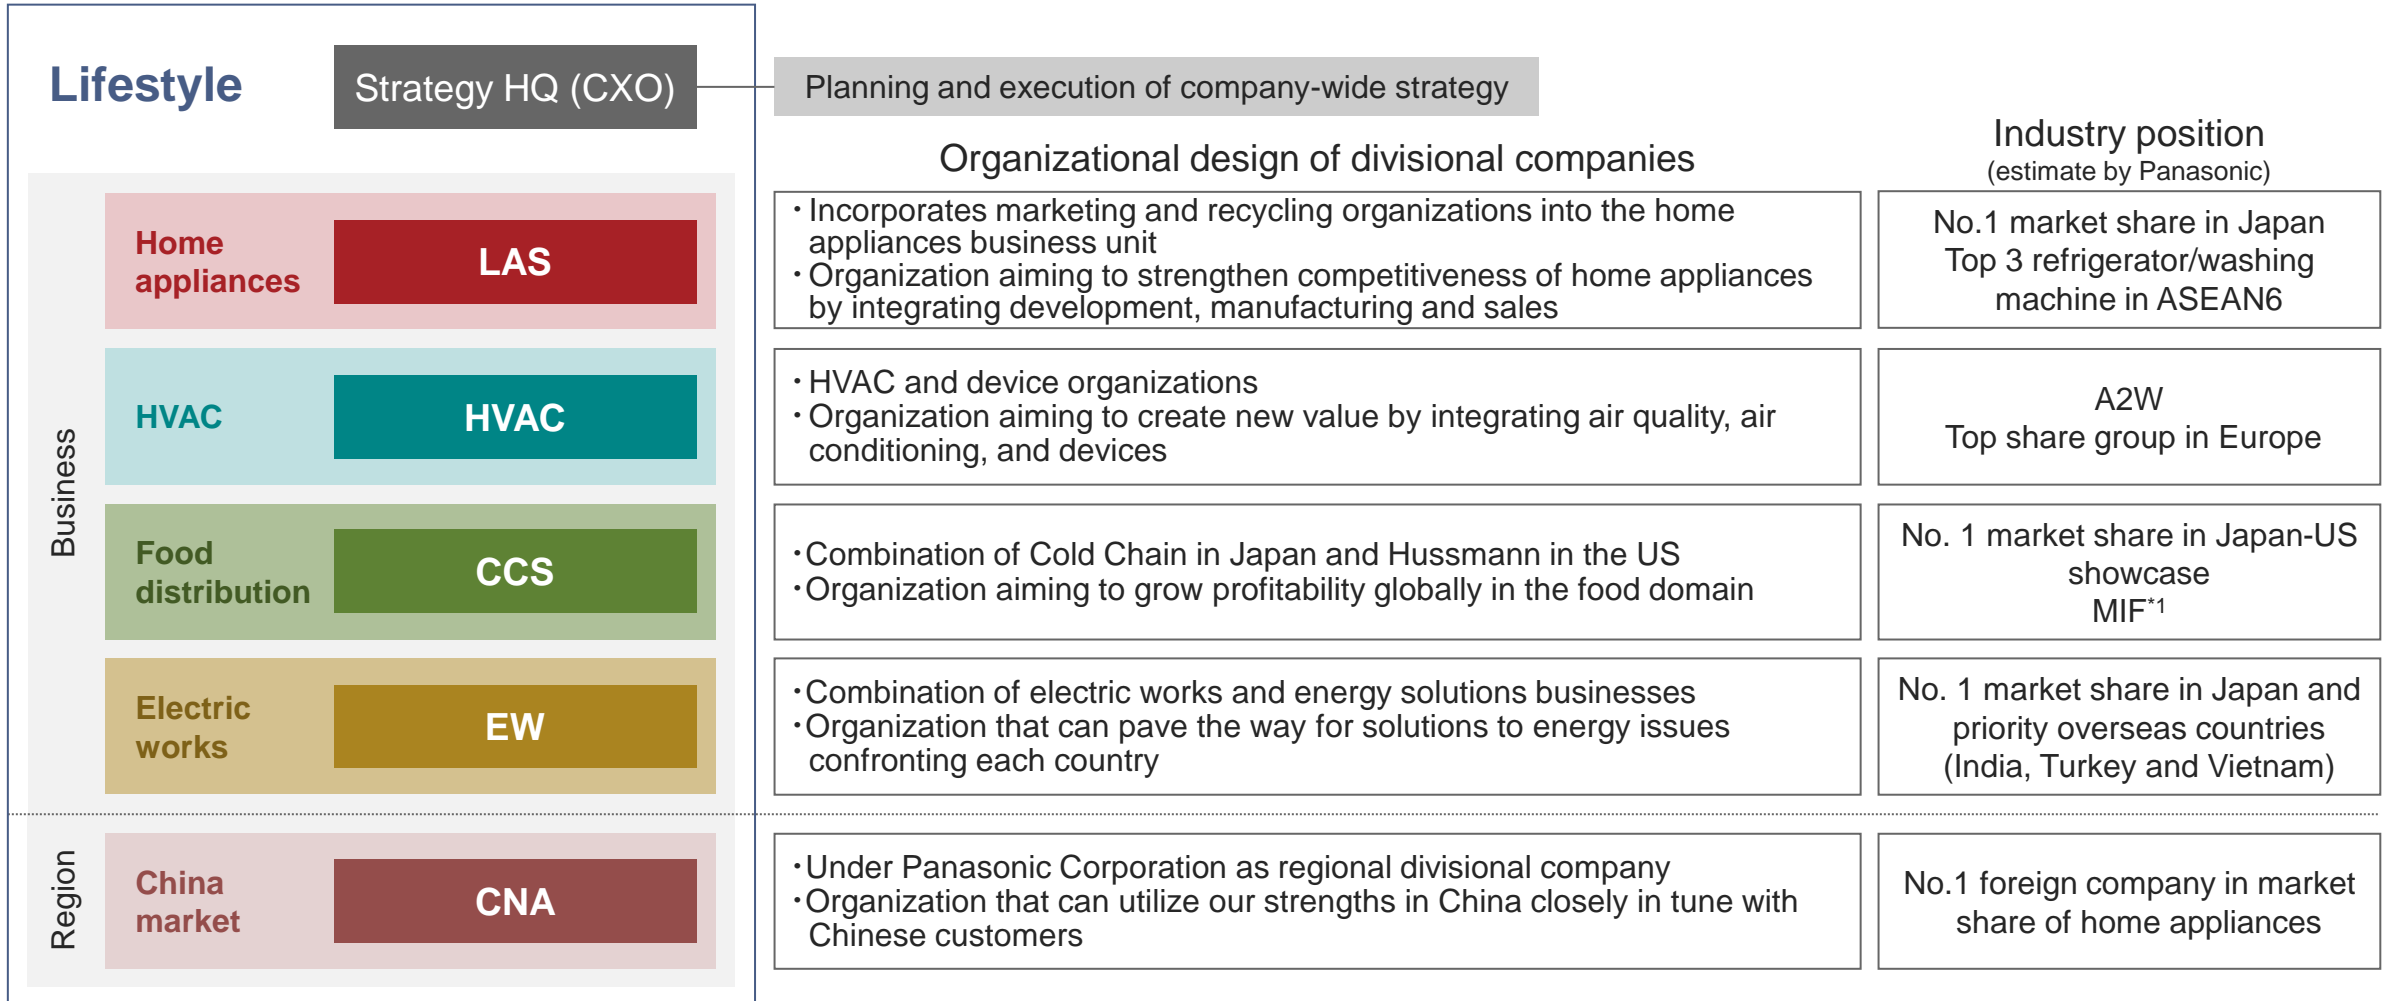 Lifestyle
Strategy HQ (CXO)
Planning and execution of company-wide strategy
Organizational design of divisional companies
Industry position
(estimate by Panasonic)
Business
Home
appliances
LAS
・Incorporates marketing and recycling organizations into the home
appliances business unit
・Organization aiming to strengthen competitiveness of home appliances
by integrating development, manufacturing and sales
No.1 market share in Japan
Top 3 refrigerator/washing
machine in ASEAN6
HVAC
HVAC
・HVAC and device organizations
・Organization aiming to create new value by integrating air quality, air
conditioning, and devices
A2W
Top share group in Europe
Food
distribution
CCS
・Combination of Cold Chain in Japan and Hussmann in the US
・Organization aiming to grow profitability globally in the food domain
No. 1 market share in Japan-US
showcase
MIF*1
Electric
works
EW
・Combination of electric works and energy solutions businesses
・Organization that can pave the way for solutions to energy issues
confronting each country
No. 1 market share in Japan and
priority overseas countries
(India, Turkey and Vietnam)
Region
China
market
CNA
・Under Panasonic Corporation as regional divisional company
・Organization that can utilize our strengths in China closely in tune with
Chinese customers
No.1 foreign company in market
share of home appliances